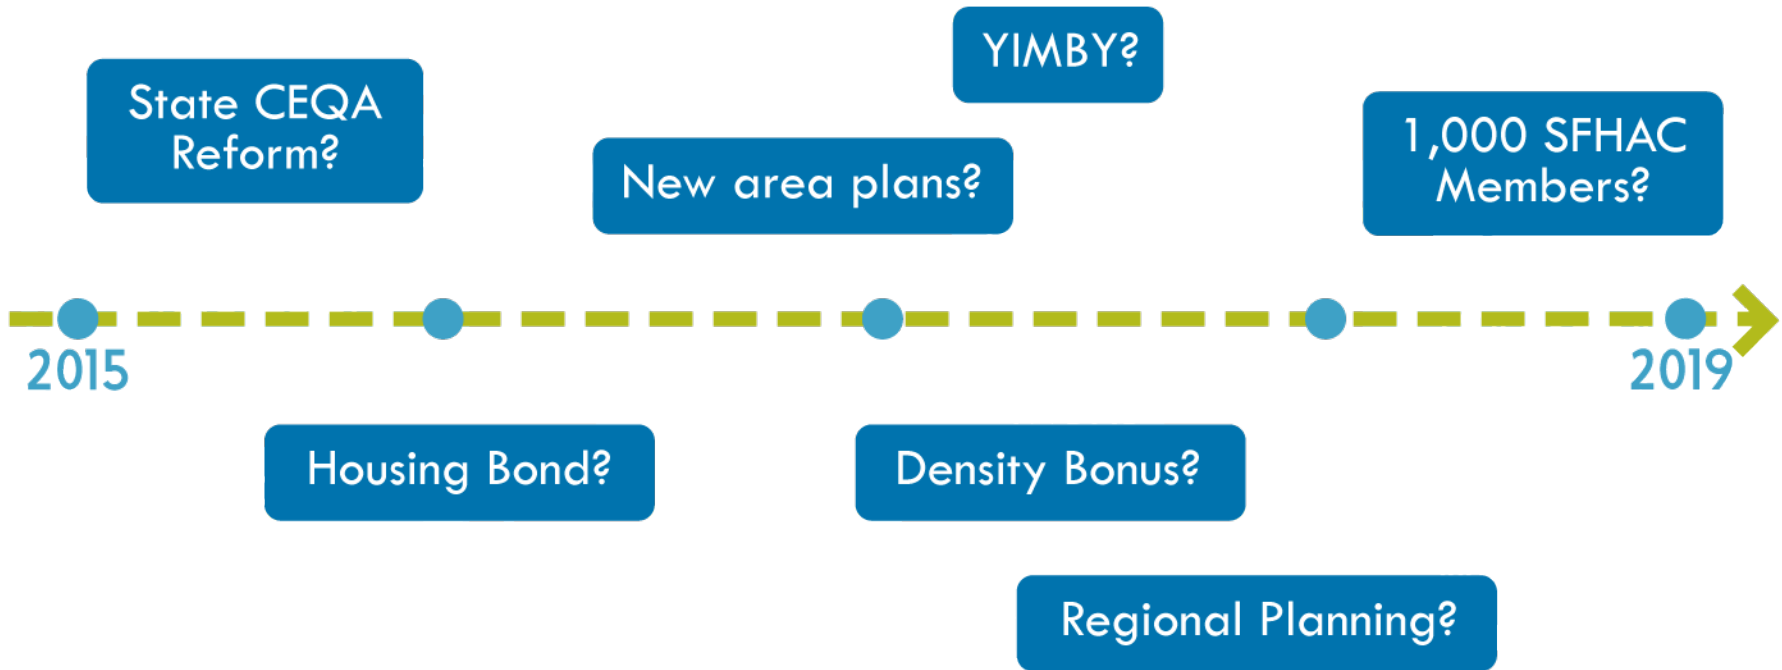 YIMBY?
State CEQA
Reform?
1,000 SFHAC
Members?
New area plans?
2015
2019
Housing Bond?
Density Bonus?
Regional Planning?